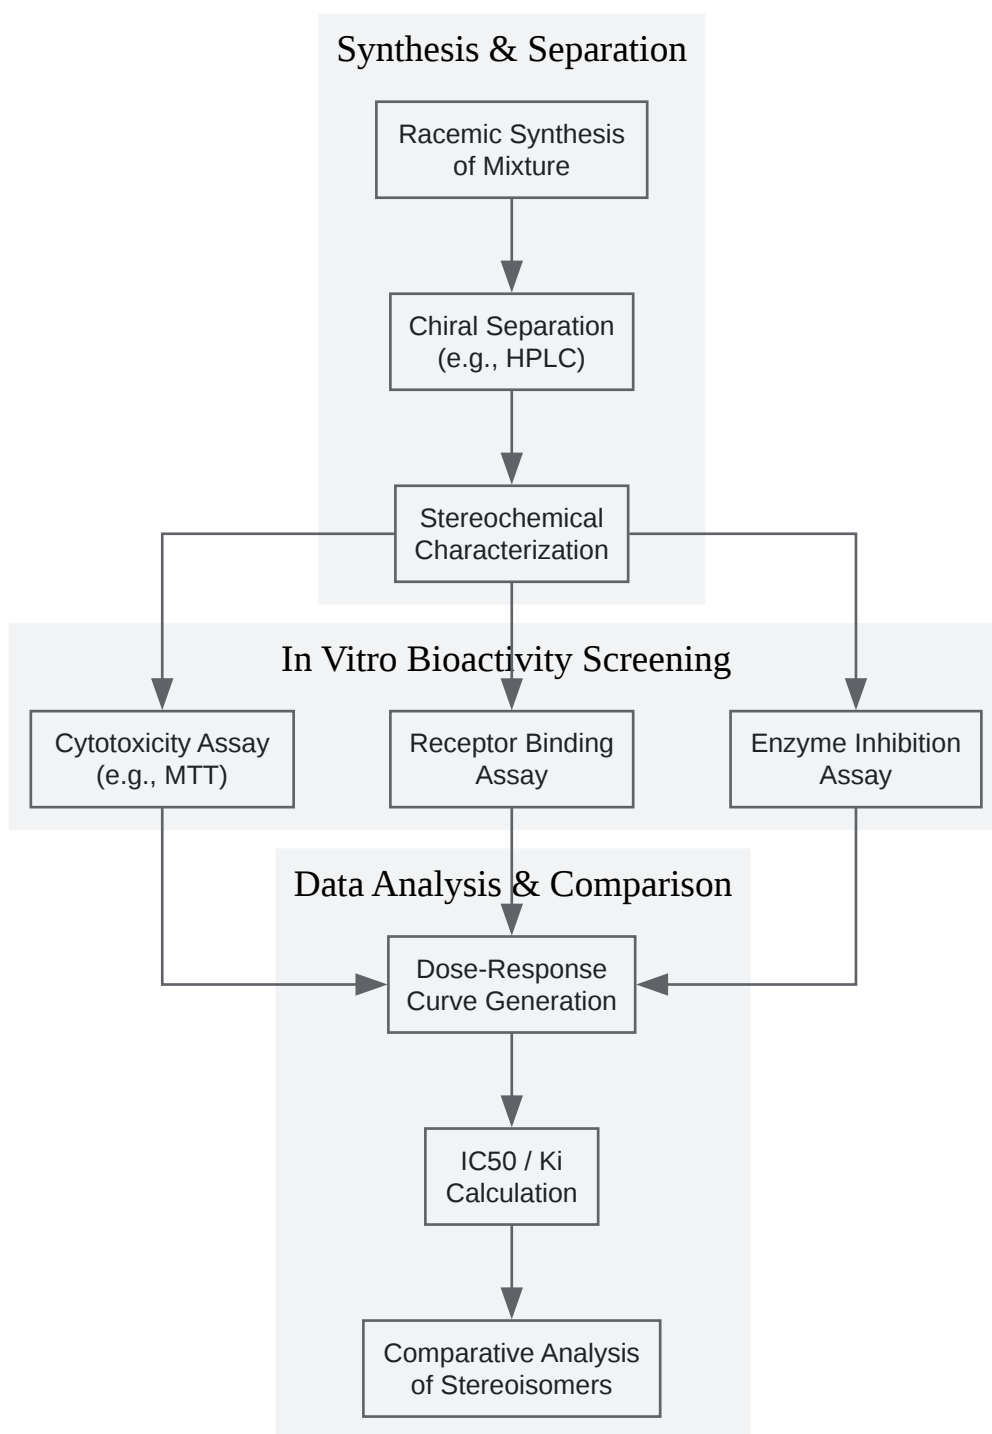 Synthesis & Separation
Racemic Synthesis
of Mixture
Chiral Separation
(e.g., HPLC)
Stereochemical
Characterization
In Vitro Bioactivity Screening
Cytotoxicity Assay
(e.g., MTT)
Receptor Binding
Assay
Enzyme Inhibition
Assay
Data Analysis & Comparison
Dose-Response
Curve Generation
IC50 / Ki
Calculation
Comparative Analysis
of Stereoisomers